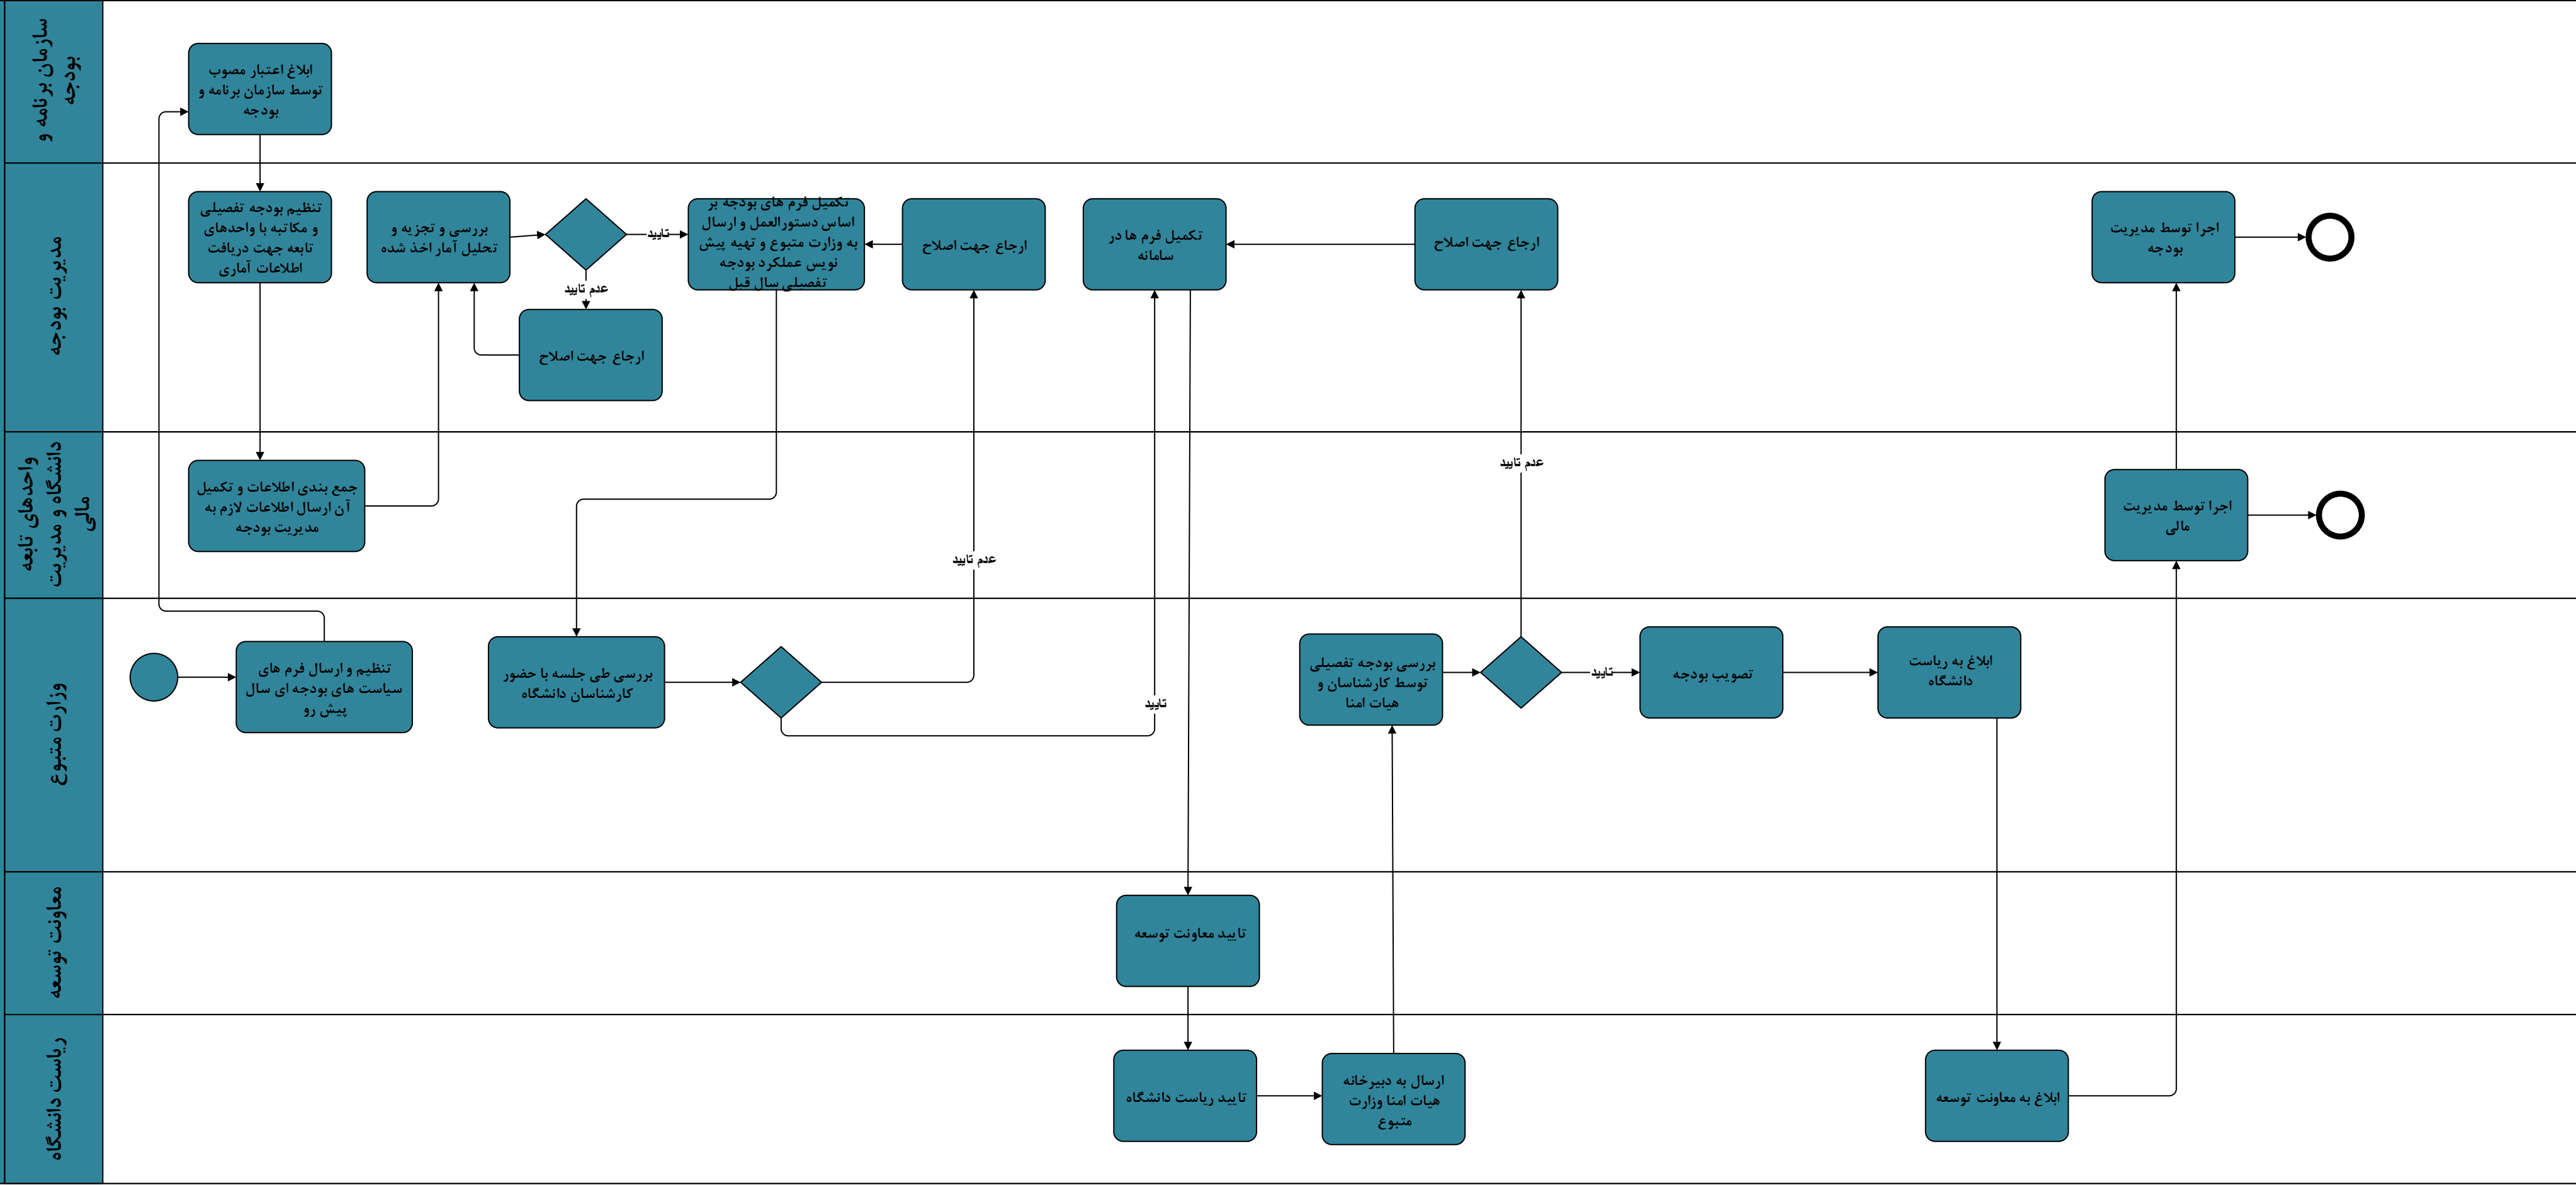 سازمان برنامه و
بودجه
ابلاغ اعتبار مصوب
توسط سازمان برنامه و
بودجه
مدیریت بودجه
تنظیم بودجه تفصیلی
و مکاتبه با واحدهای
تابعه جهت دریافت
اطلاعات آماری
بررسی و تجزیه و
تحلیل آمار اخذ شده
تایید
عدم تایید
ارجاع جهت اصلاح
تکمیل فرم های بودجه بر
اساس دستورالعمل و ارسال
به وزارت متبوع و تهیه پیش
نویس عملکرد بودجه
تفصیلی سال قبل
ارجاع جهت اصلاح
تکمیل فرم ها در
سامانه
ارجاع جهت اصلاح
اجرا توسط مدیریت
بودجه
واحدهای تابعه
دانشگاه و مدیریت
مالی
جمع بندی اطلاعات و تکمیل
آن ارسال اطلاعات لازم به
مدیریت بودجه
عدم تایید
عدم تایید
اجرا توسط مدیریت
مالی
وزارت متبوع
تنظیم و ارسال فرم های
سیاست های بودجه ای سال
پیش رو
بررسی طی جلسه با حضور
کارشناسان دانشگاه
تایید
بررسی بودجه تفصیلی
توسط کارشناسان و
هیات امنا
تایید
تصویب بودجه
ابلاغ به ریاست
دانشگاه
معاونت توسعه
تایید معاونت توسعه
ریاست دانشگاه
تایید ریاست دانشگاه
ارسال به دبیرخانه
هیات امنا وزارت
متبوع
ابلاغ به معاونت توسعه